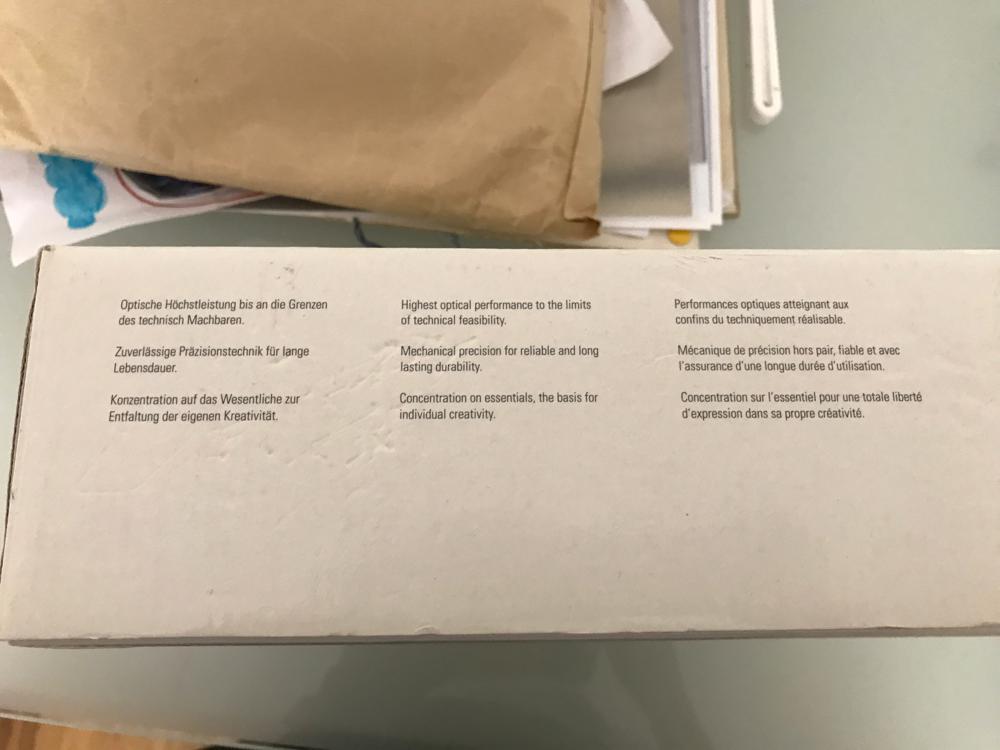 Optische Höchstleistung bis an die Grenzen
des technisch Machbaren.
Zuverlässige Präzisionstechnik für lange
Lebensdauer.
Konzentration auf das Wesentliche zur
Entfaltung der eigenen Kreativität.
Highest optical performance to the limits
of technical feasibility.
Mechanical precision for reliable and long
lasting durability.
Concentration on essentials, the basis for
individual creativity.
Performances optiques atteignant aux
confins du techniquement réalisable.
Mécanique de précision hors pair, fiable et avec
l'assurance d'une longue durée d'utilisation.
Concentration sur l'essentiel pour une totale liberté
d'expression dans sa propre créativité.